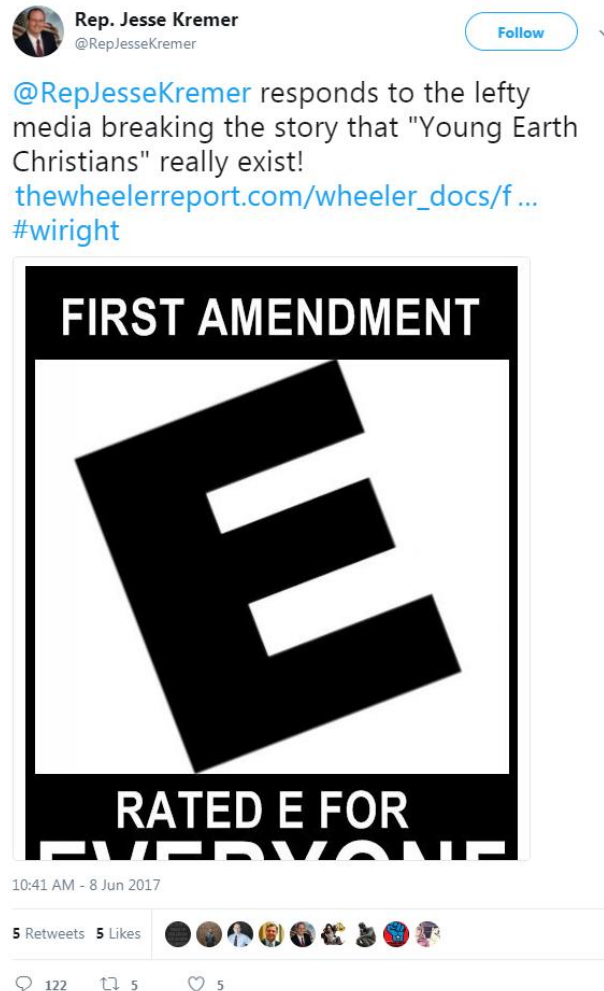 Rep. Jesse Kremer
@RepJesseKremer
Follow
@RepJesseKremer responds to the lefty
media breaking the story that "Young Earth
Christians" really exist!
thewheelerreport.com/wheeler_docs/f...
#wiright
FIRST AMENDMENT
E
RATED E FOR
EVERYONE
10:41 AM - 8 Jun 2017
5 Retweets 5 Likes
122 5 5